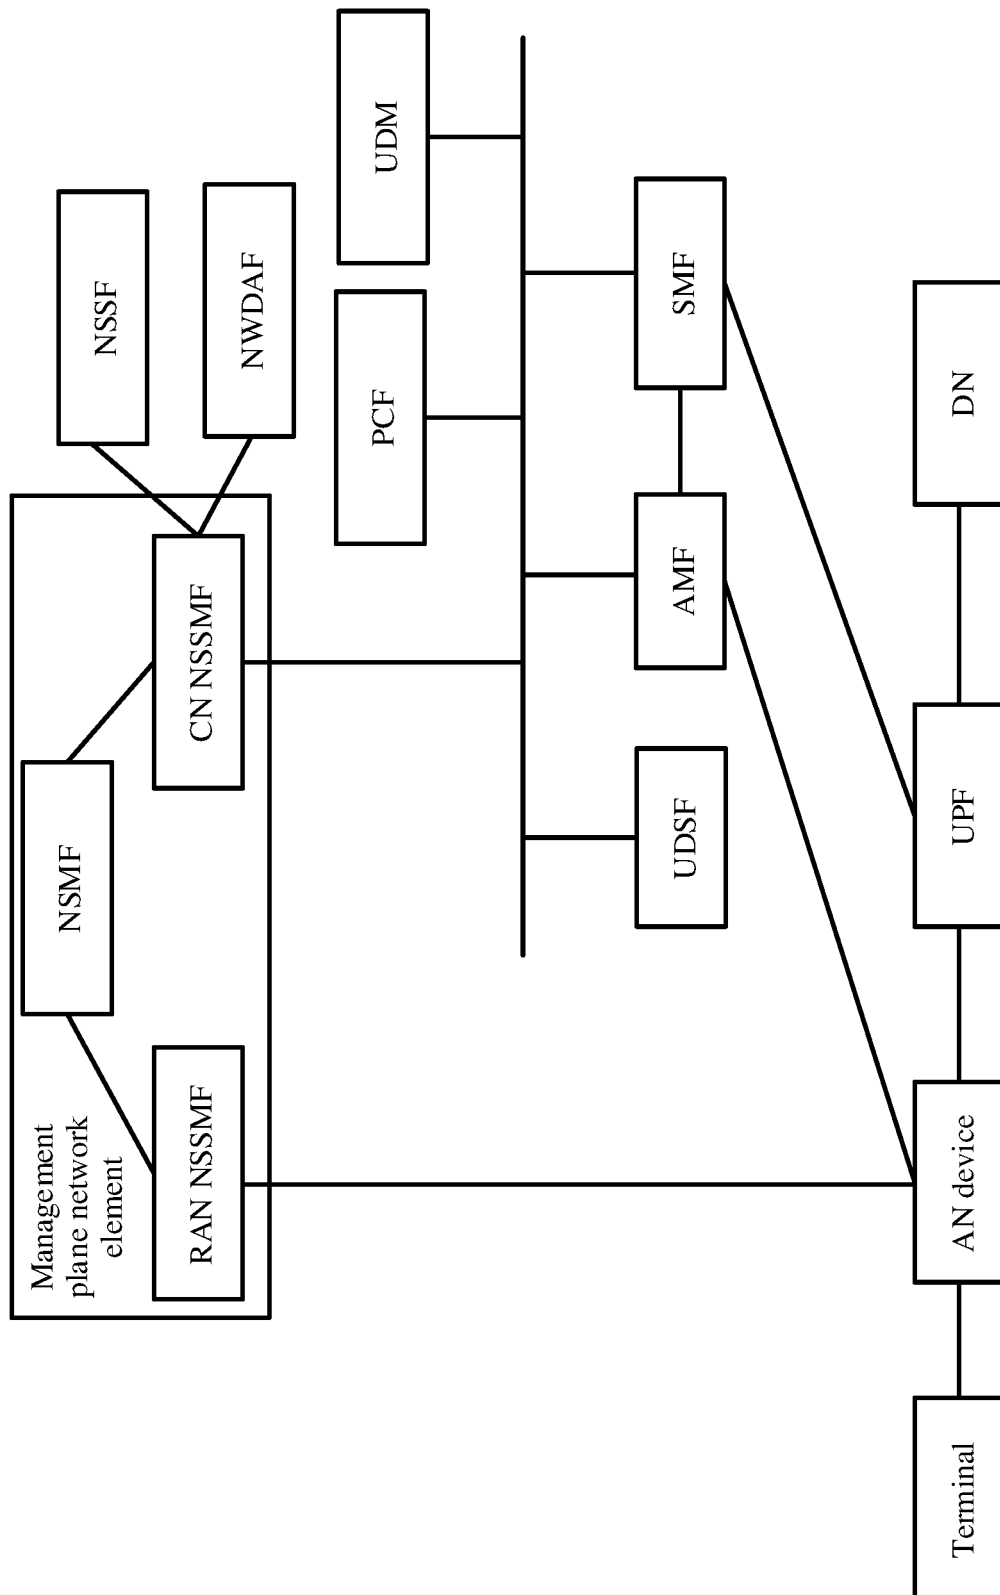 Management
plane network
element
NSMF
RAN NSSMF
CN NSSMF
NSSF
NWDAF
PCF
UDM
UDSF
AMF
SMF
Terminal
AN device
UPF
DN